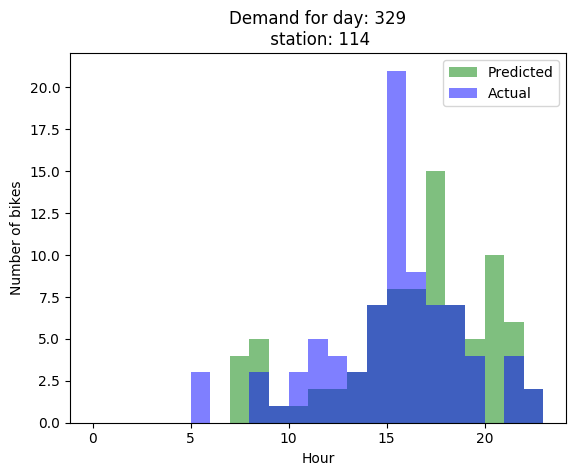 Demand for day: 329
station: 114
Predicted
Actual
20.0
17.5
15.0
12.5
10.0
7.5
5.0
2.5
0.0
Number of bikes
0 5 10 15 20
Hour